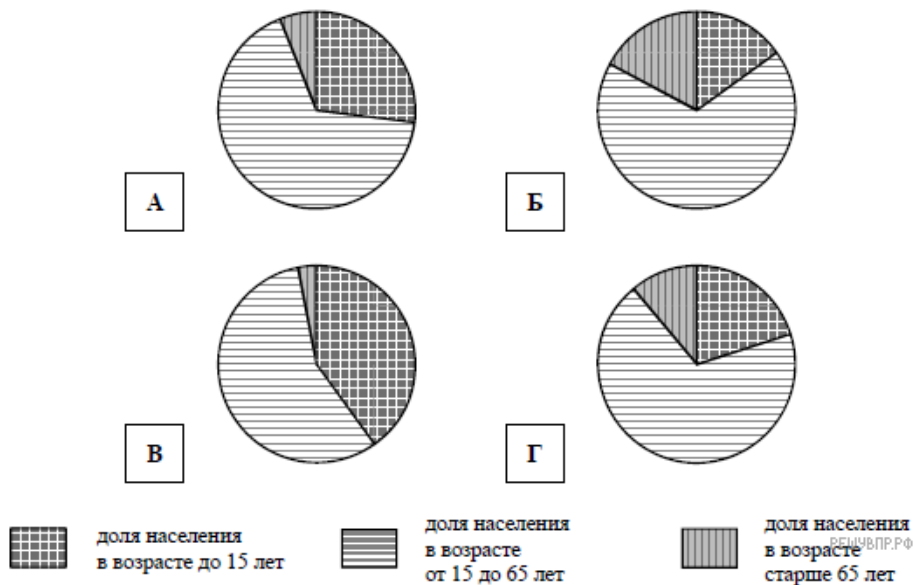 А
Б
В
Г
доля населения
в возрасте до 15 лет
доля населения
в возрасте
от 15 до 65 лет
доля населения
в возрасте
старше 65 лет
РЕШУВПР.РФ